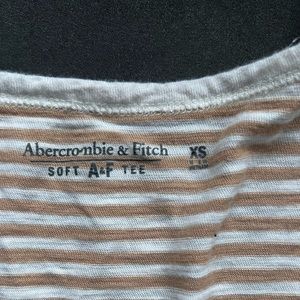 Abercrombie & Fitch XS
SOFT A&F TEE